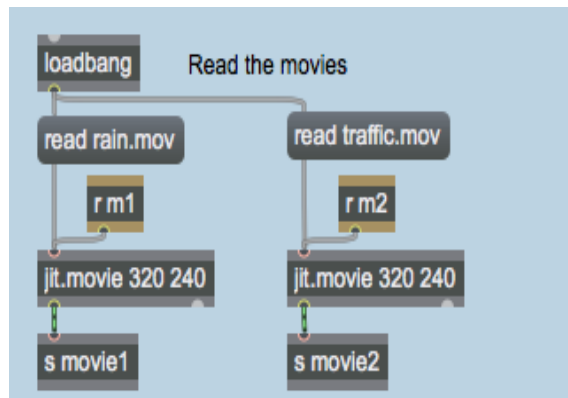 loadbang
Read the movies
read rain.mov
read traffic.mov
r m1
r m2
jit.movie 320 240
jit.movie 320 240
s movie1
s movie2